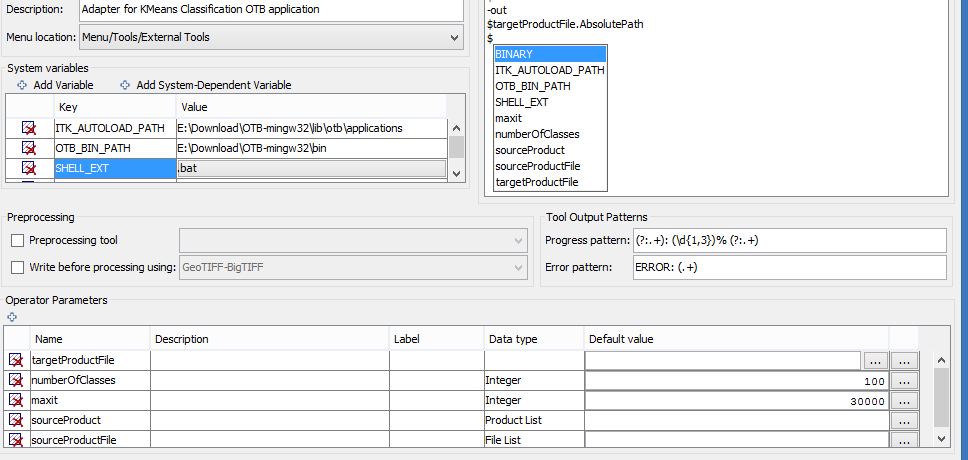 Description: Adapter for KMeans Classification OTB application
Menu location: Menu/Tools/External Tools
System variables
Add Variable Add System-Dependent Variable
Key Value
ITK_AUTOLOAD_PATH E:\Download\OTB-mingw32\lib\otb\applications
OTB_BIN_PATH E:\Download\OTB-mingw32\bin
SHELL_EXT .bat
-out
$targetProductFile.AbsolutePath
$
BINARY
ITK_AUTOLOAD_PATH
OTB_BIN_PATH
SHELL_EXT
maxit
numberOfClasses
sourceProduct
sourceProductFile
targetProductFile
Preprocessing
Preprocessing tool
Write before processing using: GeoTIFF-BigTIFF
Tool Output Patterns
Progress pattern: (?:.+): (\d{1,3})% (?:.+)
Error pattern: ERROR: (.+)
Operator Parameters
Name Description Label Data type Default value
targetProductFile ... ...
numberOfClasses Integer 100 ...
maxit Integer 30000 ...
sourceProduct Product List ...
sourceProductFile File List ...